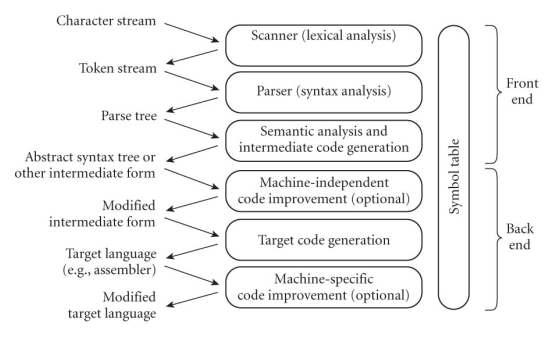 Character stream
Scanner (lexical analysis)
Token stream
Parser (syntax analysis)
Parse tree
Semantic analysis and
intermediate code generation
Abstract syntax tree or
other intermediate form
Machine-independent
code improvement (optional)
Modified
intermediate form
Target code generation
Target language
(e.g., assembler)
Machine-specific
code improvement (optional)
Modified
target language
Symbol table
Front
end
Back
end